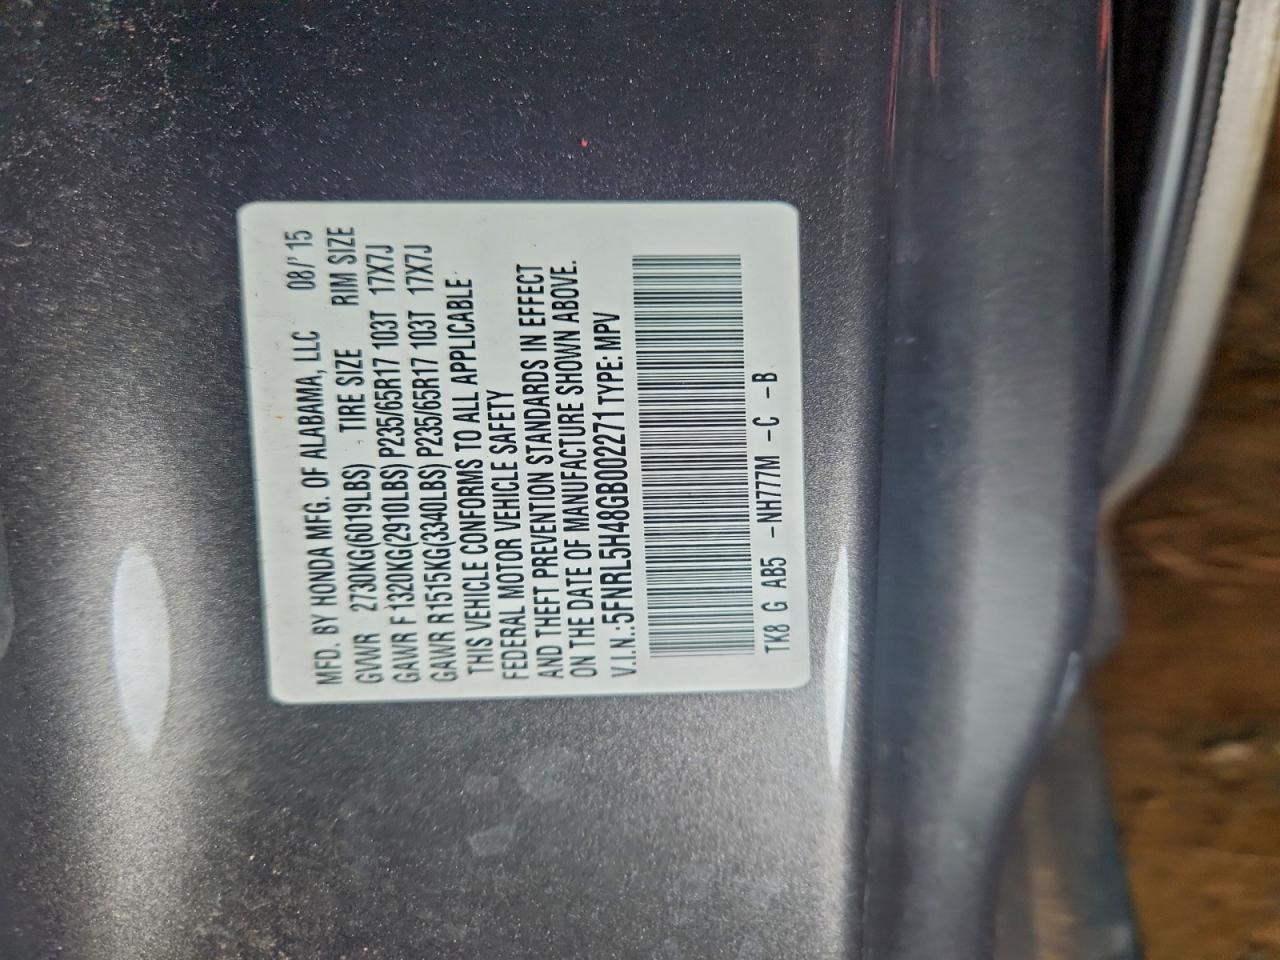 MFD. BY HONDA MFG. OF ALABAMA, LLC 08/'15
GVWR 2730KG(6019LBS) TIRE SIZE RIM SIZE
GAWR F 1320KG(2910LBS) P235/65R17 103T 17X7J
GAWR R1515KG(3340LBS) P235/65R17 103T 17X7J
THIS VEHICLE CONFORMS TO ALL APPLICABLE
FEDERAL MOTOR VEHICLE SAFETY
AND THEFT PREVENTION STANDARDS IN EFFECT
ON THE DATE OF MANUFACTURE SHOWN ABOVE.
V.I.N.:5FNRL5H48GB002271 TYPE: MPV
TK8 G AB5 -NH777M -C -B